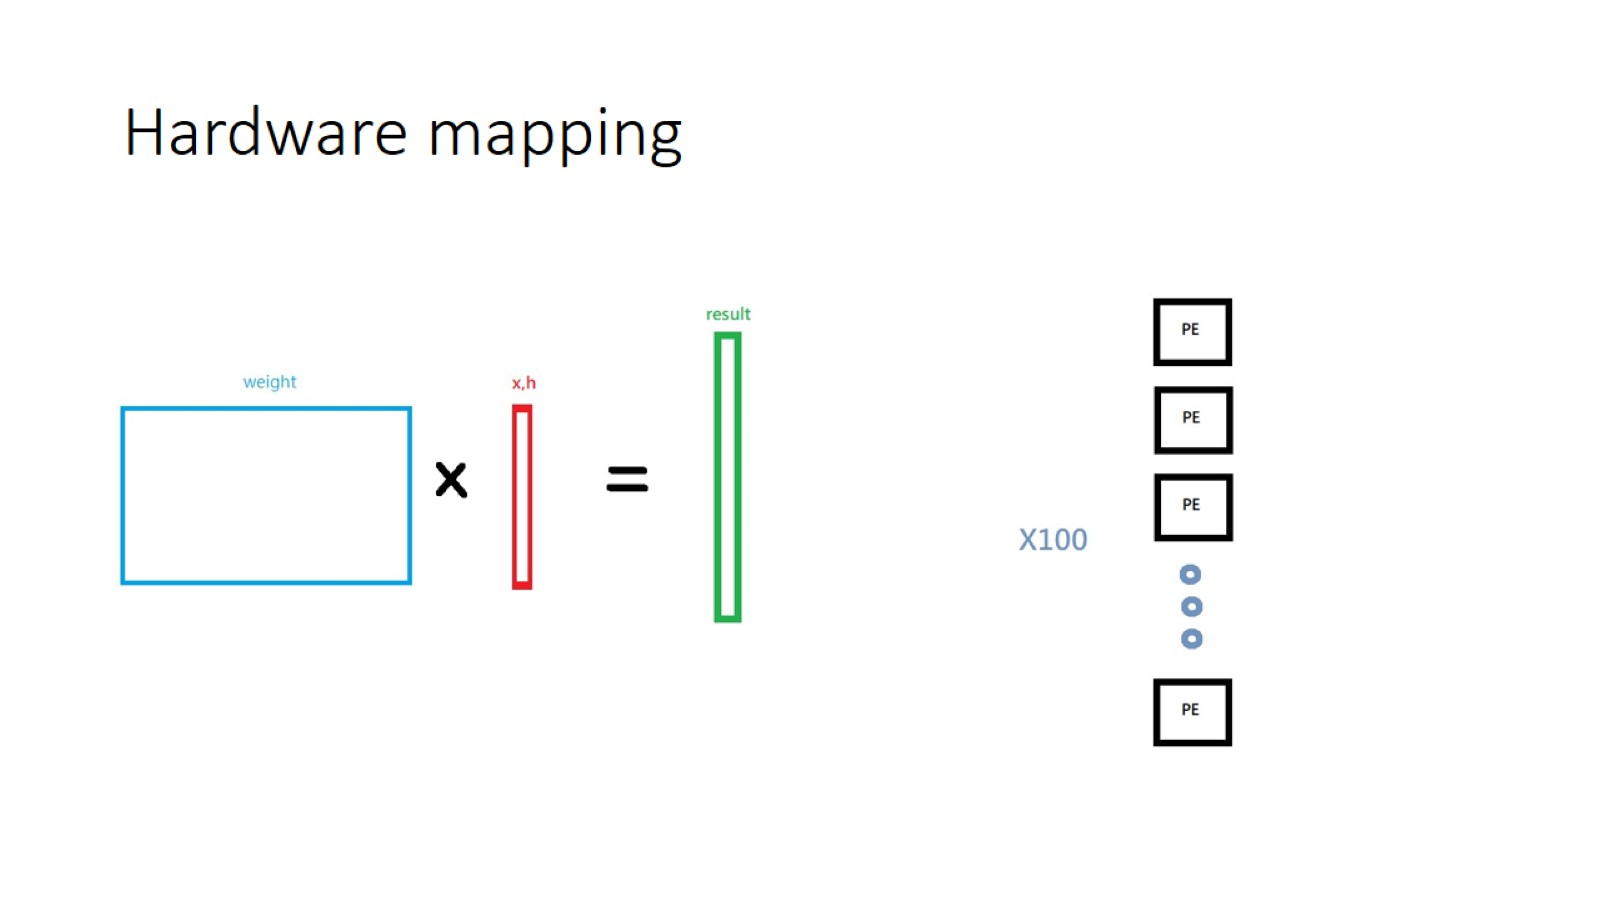 Hardware mapping
weight
x,h
result
x
=
X100
PE
PE
PE
PE